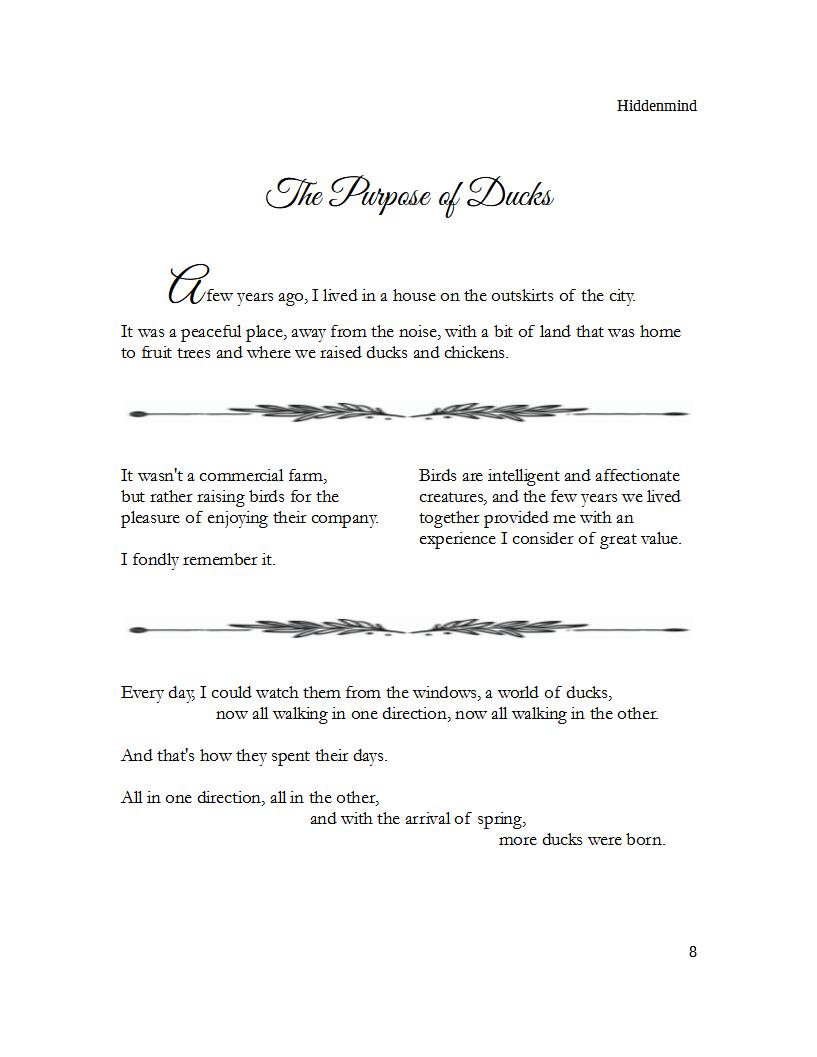 Hiddenmind
The Purpose of Ducks
A few years ago, I lived in a house on the outskirts of the city.
It was a peaceful place, away from the noise, with a bit of land that was home
to fruit trees and where we raised ducks and chickens.
It wasn't a commercial farm,
but rather raising birds for the
pleasure of enjoying their company.
I fondly remember it.
Birds are intelligent and affectionate
creatures, and the few years we lived
together provided me with an
experience I consider of great value.
Every day, I could watch them from the windows, a world of ducks,
now all walking in one direction, now all walking in the other.
And that's how they spent their days.
All in one direction, all in the other,
and with the arrival of spring,
more ducks were born.
8